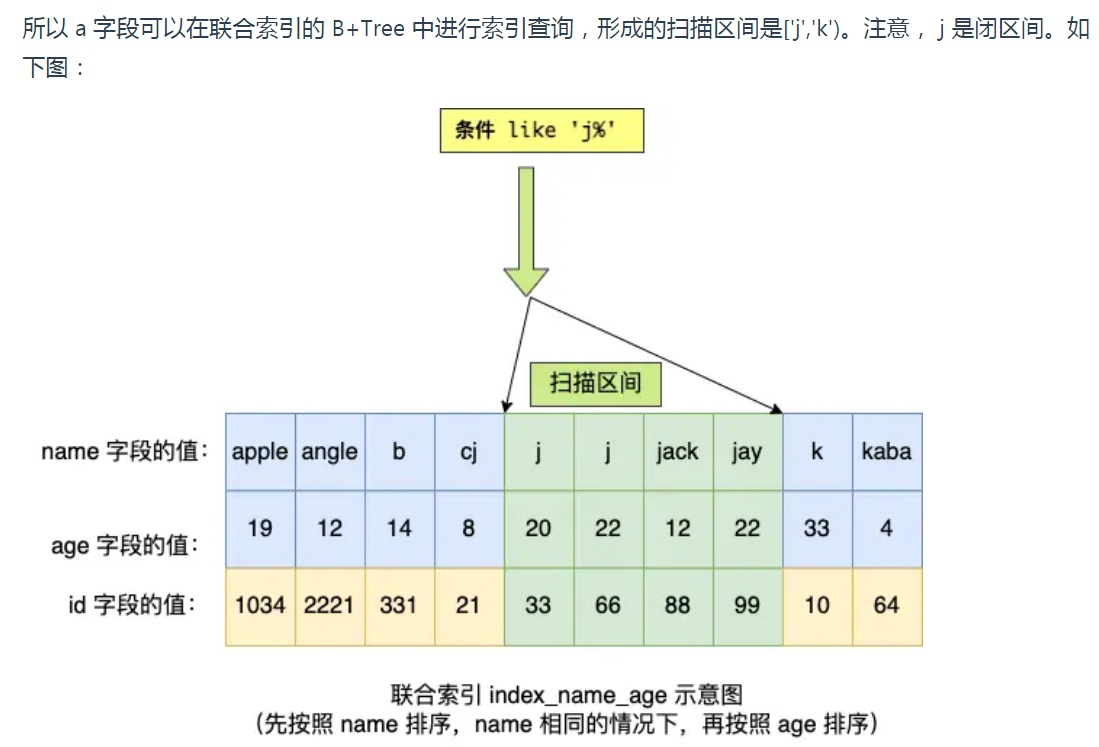 所以 a 字段可以在联合索引的 B+Tree 中进行索引查询，形成的扫描区间是['j','k')。注意，j 是闭区间。如
下图：
条件 like 'j%'
扫描区间
name 字段的值： apple angle b cj j j jack jay k kaba
age 字段的值： 19 12 14 8 20 22 12 22 33 4
id 字段的值： 1034 2221 331 21 33 66 88 99 10 64
联合索引 index_name_age 示意图
（先按照 name 排序，name 相同的情况下，再按照 age 排序）